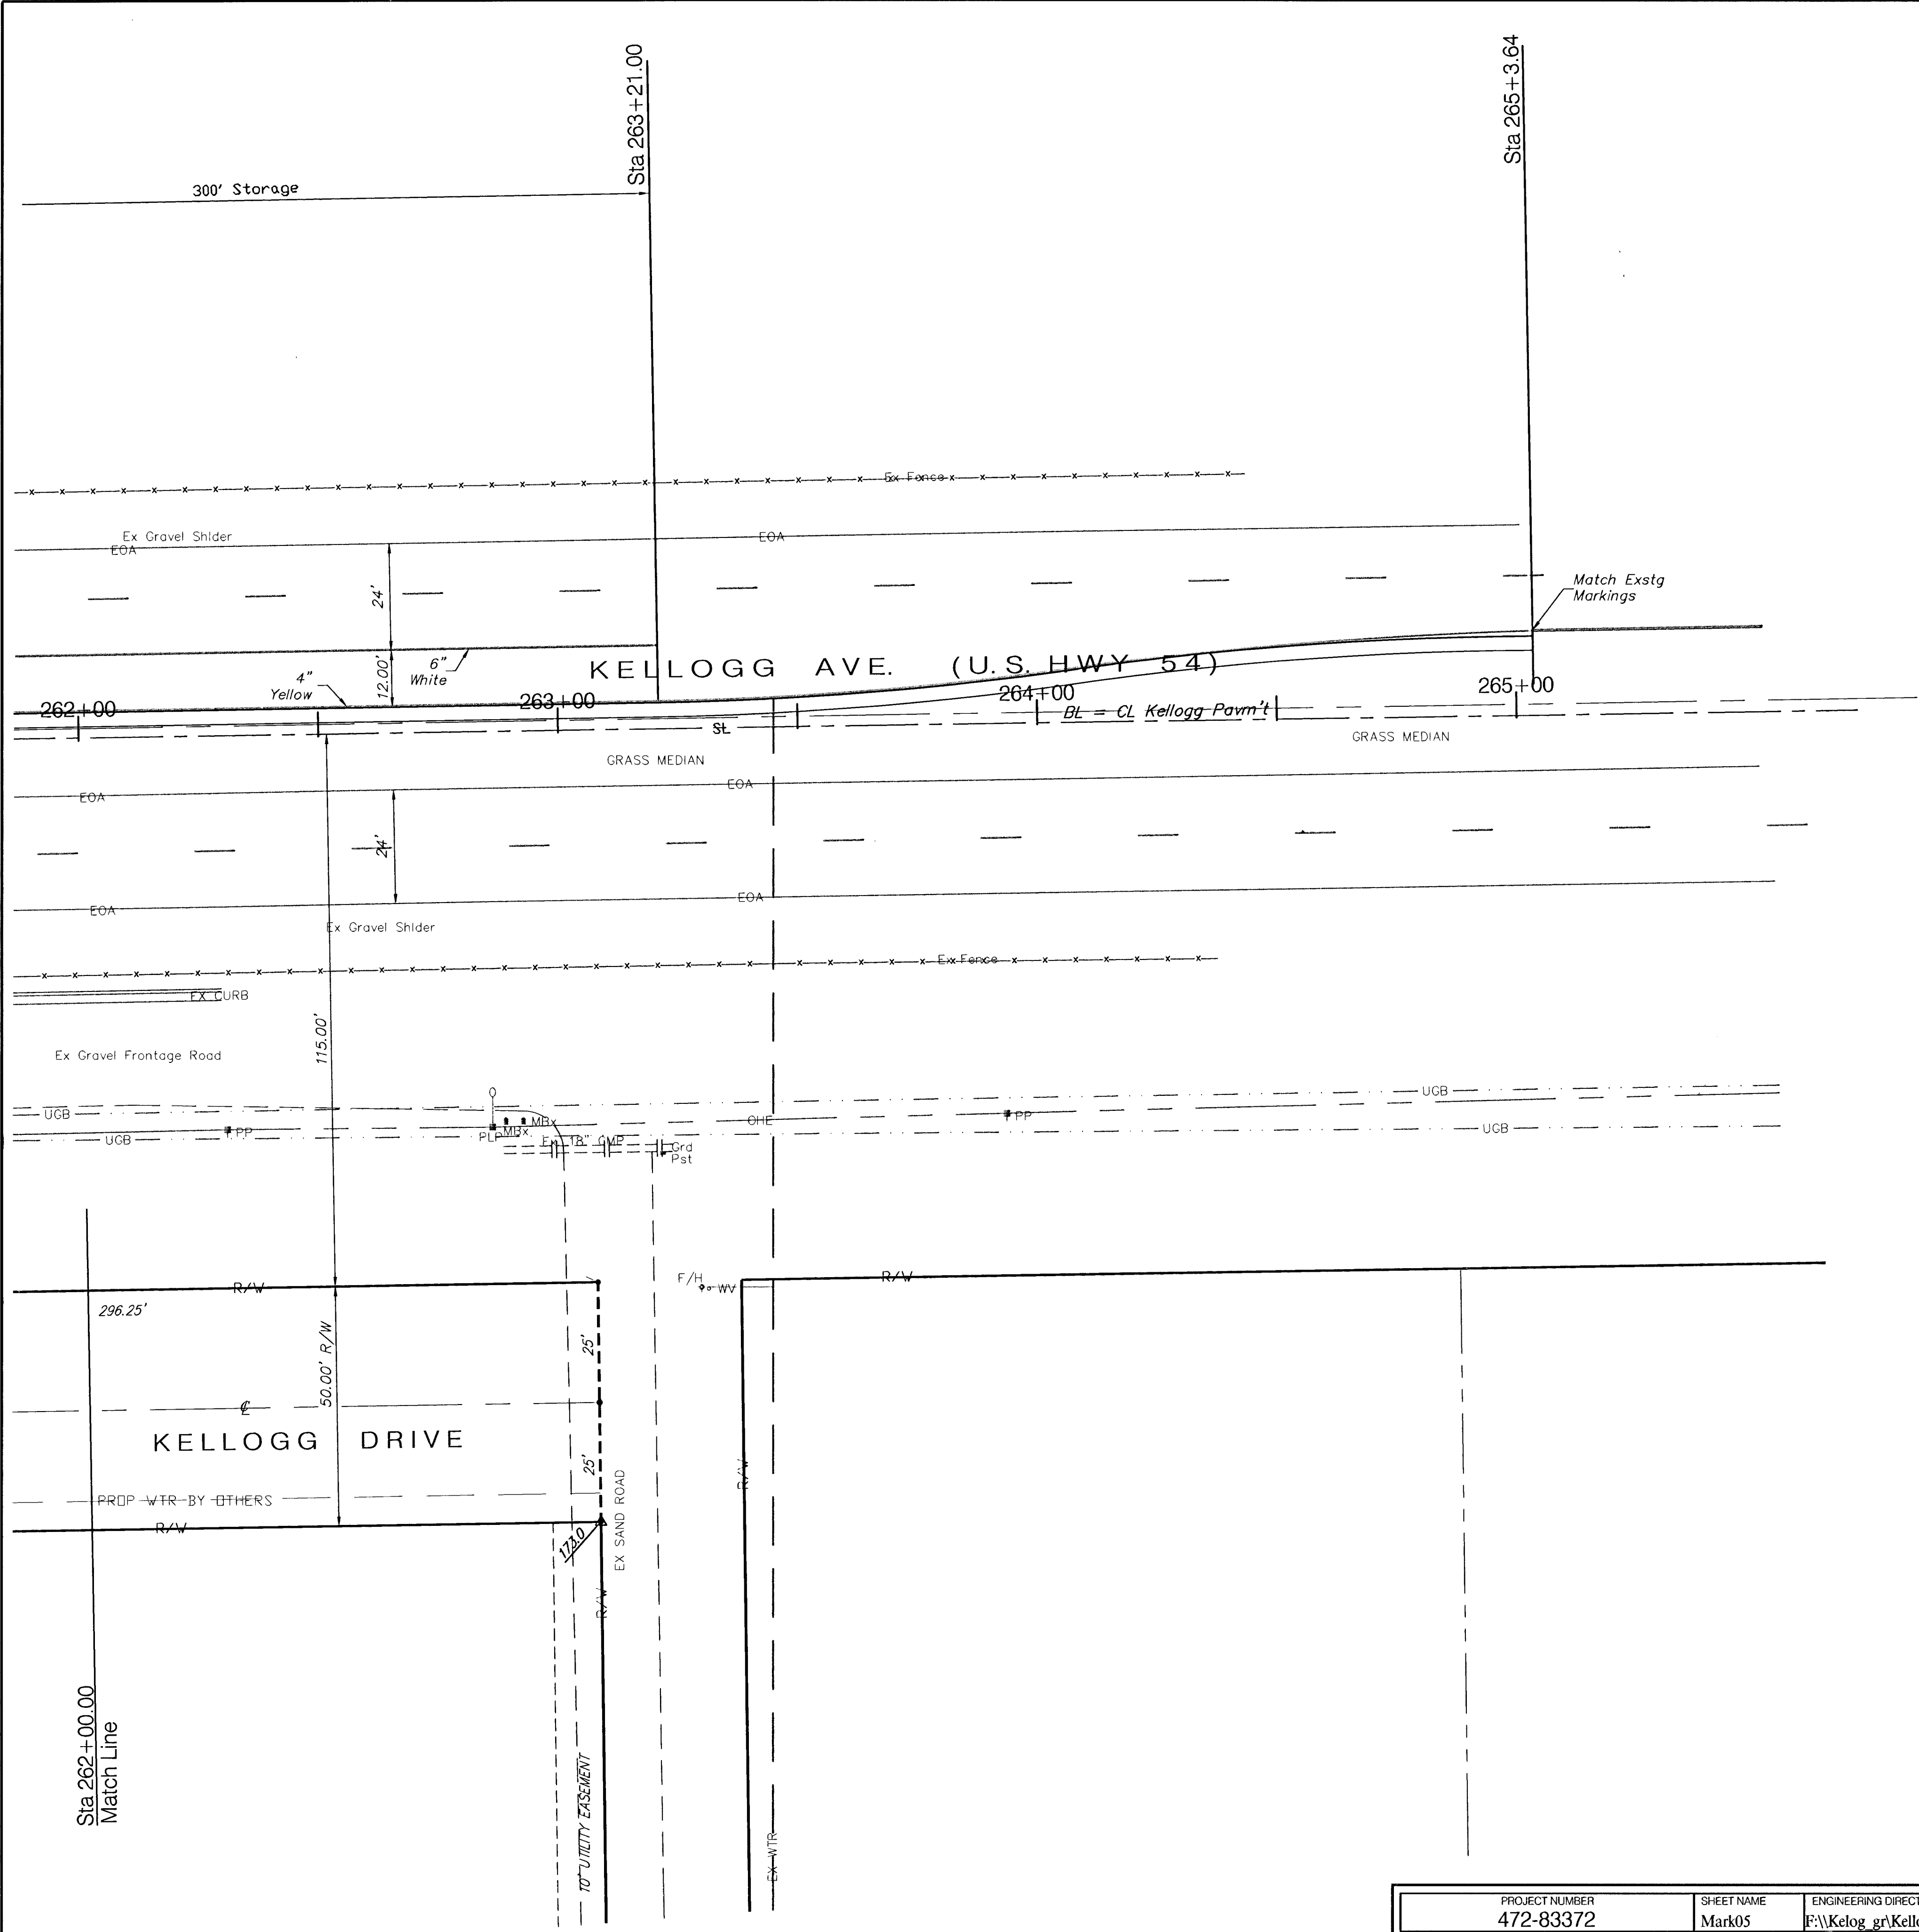 Sta 263+21.00
Sta 265+3.64
300' Storage
Ex Fence
Ex Gravel Shlder
EOA
EOA
24'
Match Exstg
Markings
12.00'
6"
White
4"
Yellow
KELLOGG AVE. (U.S. HWY 54)
262+00
263+00
264+00
265+00
BL = CL Kellogg Pavm't
GRASS MEDIAN
GRASS MEDIAN
EOA
EOA
24'
EOA
EOA
Ex Gravel Shlder
Ex Fence
EX CURB
115.00'
Ex Gravel Frontage Road
UGB
UGB
PP
PLP
MBx
MBx
Ex 18" CMP
Grd
Pst
OHE
PP
UGB
UGB
R/W
F/H
WV
R/W
296.25'
50.00' R/W
25'
℄
KELLOGG DRIVE
25'
PROP WTR BY OTHERS
R/W
173.0
EX SAND ROAD
R/W
R/W
Sta 262+00.00
Match Line
10' UTILITY EASEMENT
EX WTR
PROJECT NUMBER
472-83372
SHEET NAME
Mark05
ENGINEERING DIRECT
F:\\Kelog_gr\Kello